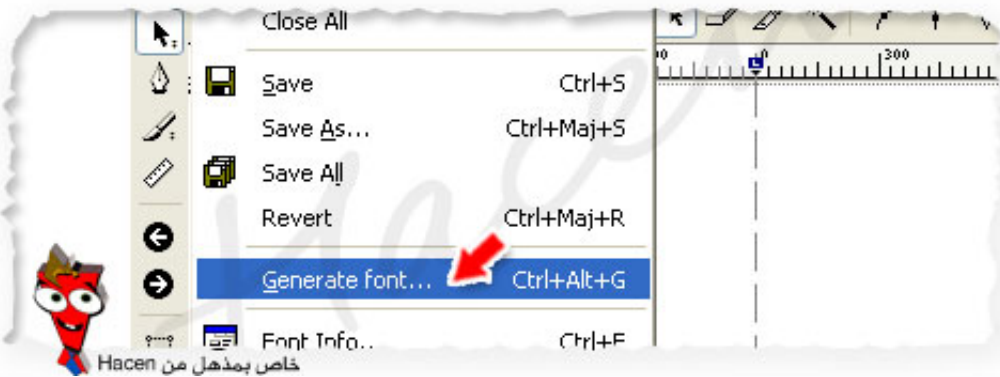 Close All
300
Save Ctrl+S
Save As... Ctrl+Maj+S
Save All
Revert Ctrl+Maj+R
Generate font... Ctrl+Alt+G
Font Info...
Hacen
خاص بمذهل من Hacen